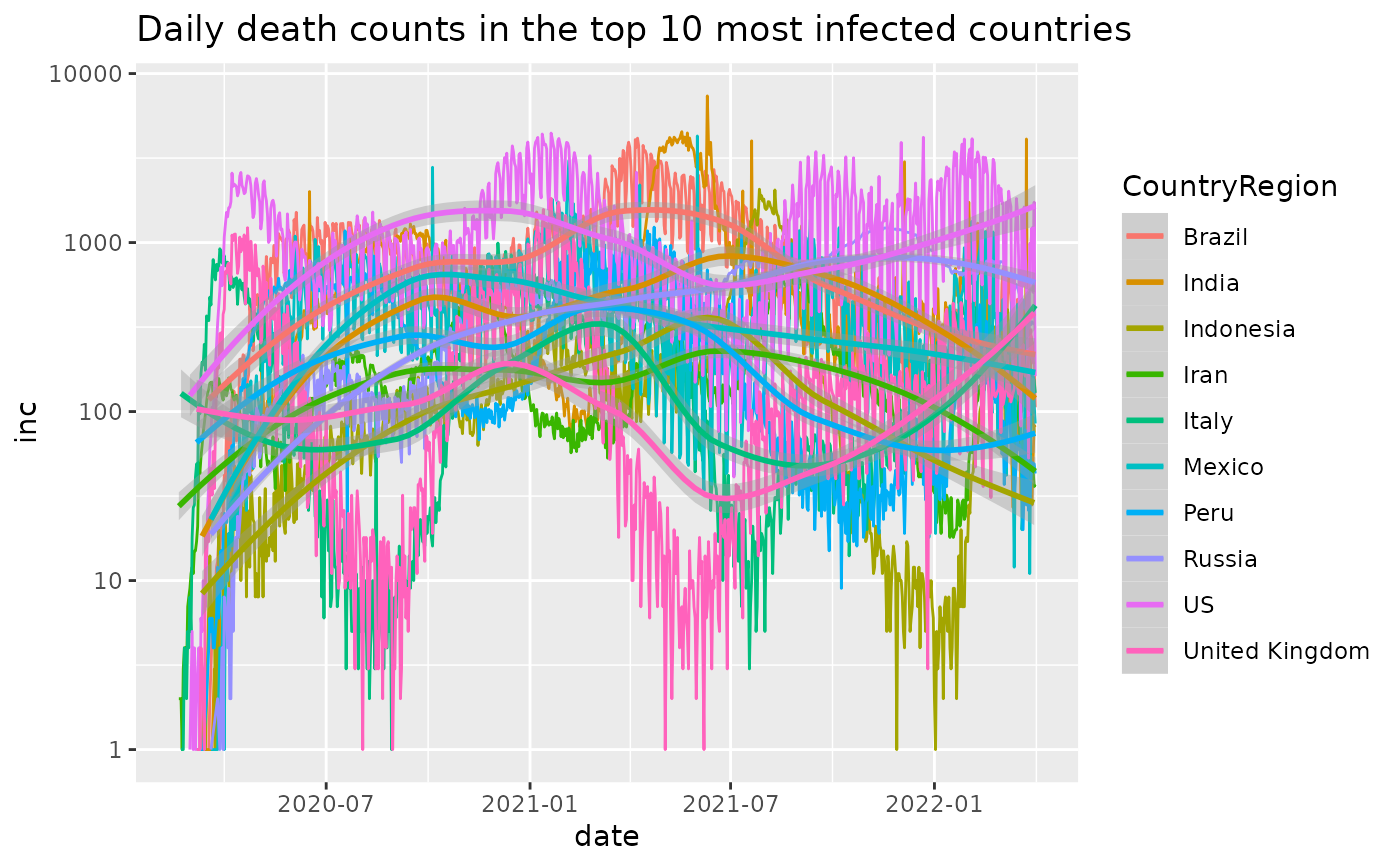 Daily death counts in the top 10 most infected countries
10000
1000
100
10
1
inc
2020-07 2021-01 2021-07 2022-01
date
CountryRegion
Brazil
India
Indonesia
Iran
Italy
Mexico
Peru
Russia
US
United Kingdom